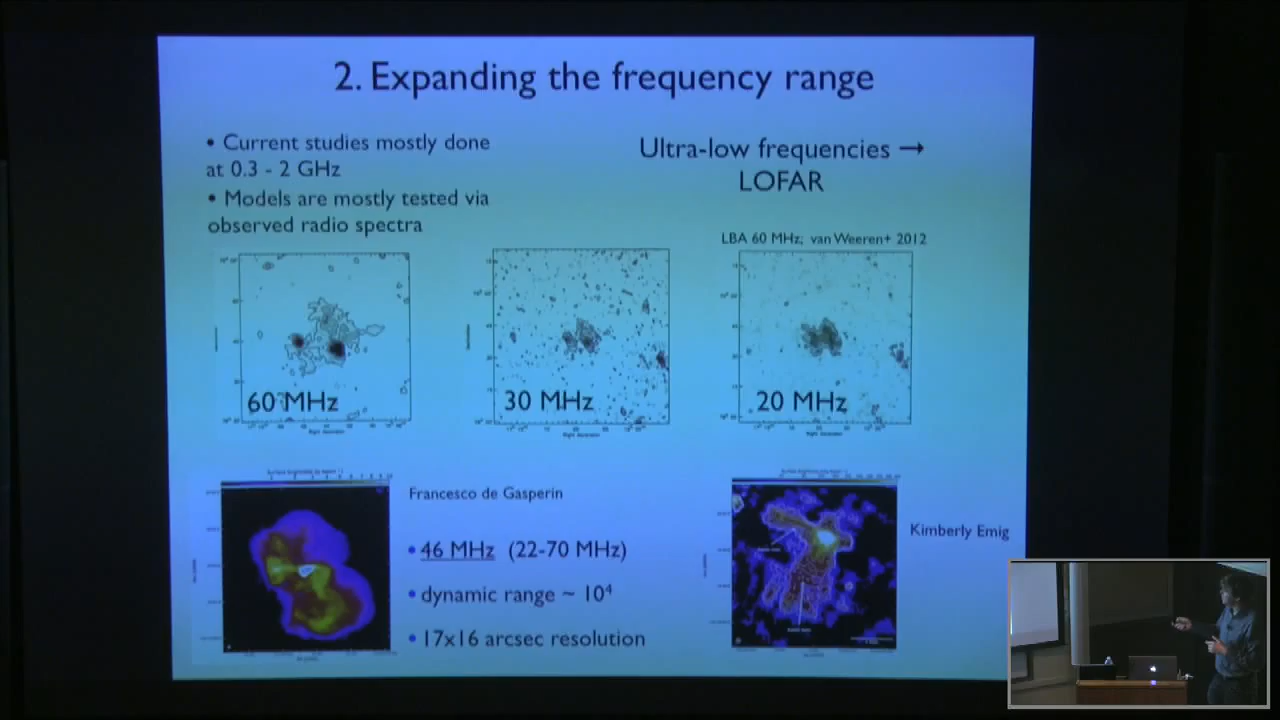 2. Expanding the frequency range
• Current studies mostly done
at 0.3 - 2 GHz
• Models are mostly tested via
observed radio spectra
Ultra-low frequencies →
LOFAR
LBA 60 MHz; van Weeren+ 2012
60 MHz
30 MHz
20 MHz
Francesco de Gasperin
• 46 MHz (22-70 MHz)
• dynamic range ~ 10⁴
• 17x16 arcsec resolution
Kimberly Emig